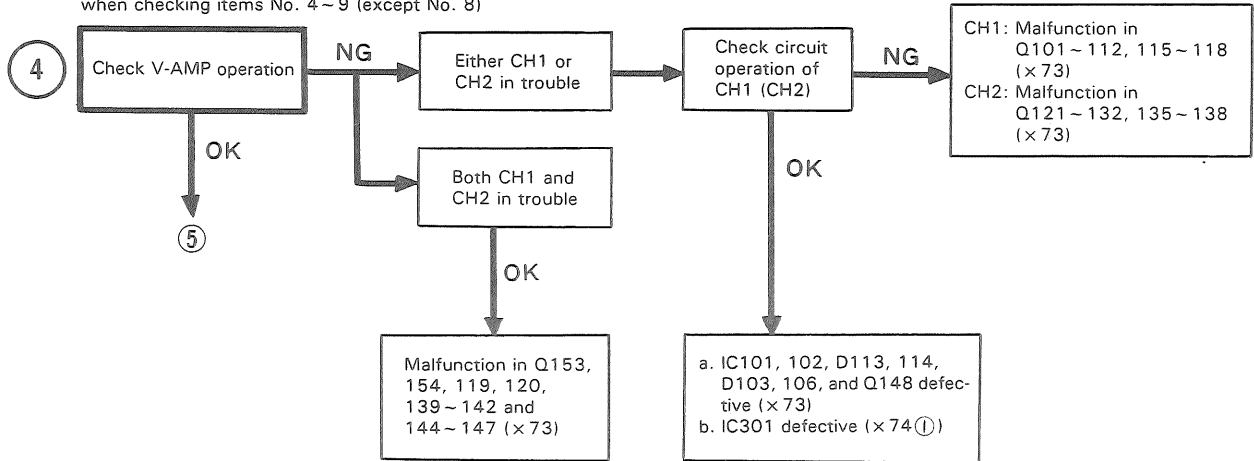 when checking items No. 4~9 (except No. 8)
4
Check V-AMP operation
NG
Either CH1 or
CH2 in trouble
Check circuit
operation of
CH1 (CH2)
NG
CH1: Malfunction in
Q101~112, 115~118
(×73)
CH2: Malfunction in
Q121~132, 135~138
(×73)
OK
⑤
Both CH1 and
CH2 in trouble
OK
OK
Malfunction in Q153,
154, 119, 120,
139~142 and
144~147 (×73)
a. IC101, 102, D113, 114,
D103, 106, and Q148 defec-
tive (×73)
b. IC301 defective (×74①)